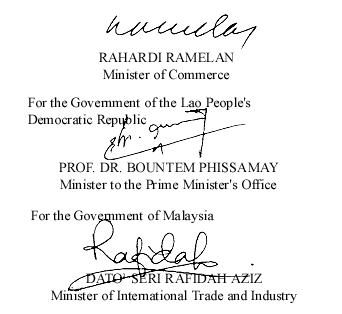 Ramelan
RAHARDI RAMELAN
Minister of Commerce
For the Government of the Lao People's
Democratic Republic
PROF. DR. BOUNTEM PHISSAMAY
Minister to the Prime Minister's Office
For the Government of Malaysia
Rafidah
DATO' SERI RAFIDAH AZIZ
Minister of International Trade and Industry